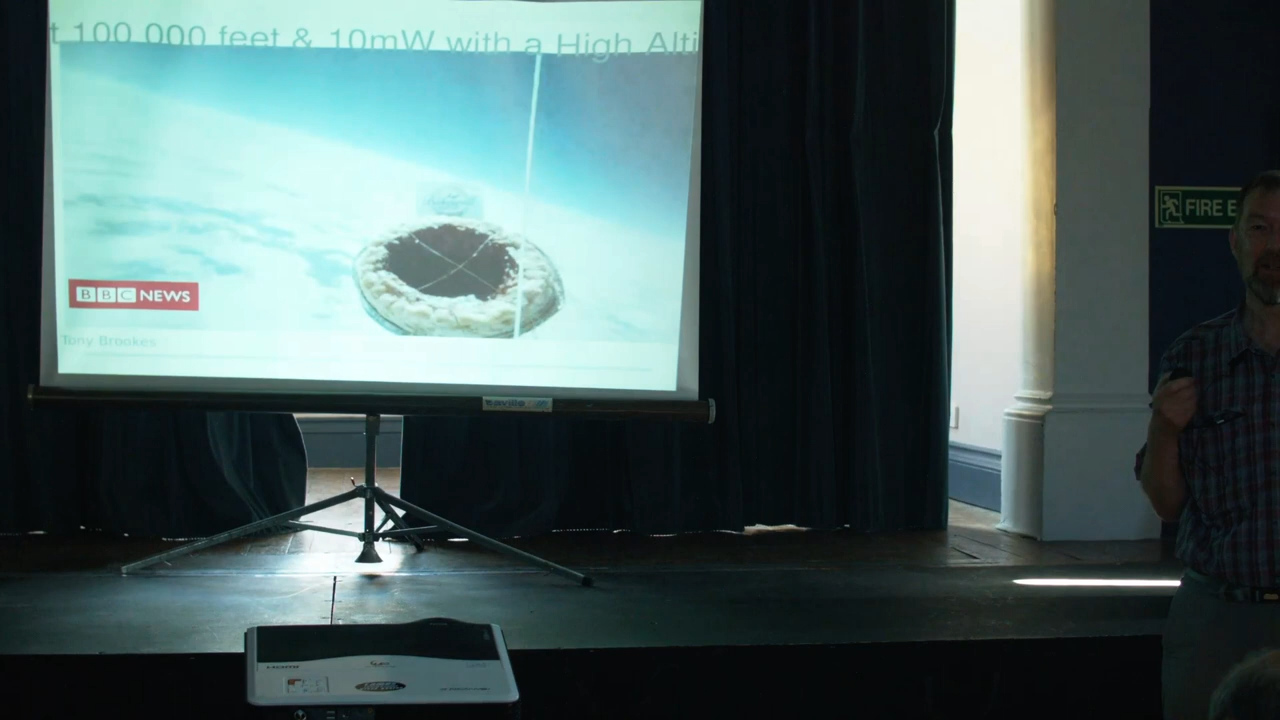 t 100 000 feet & 10mW with a High Alti
BBC NEWS
Tony Brookes
FIRE E